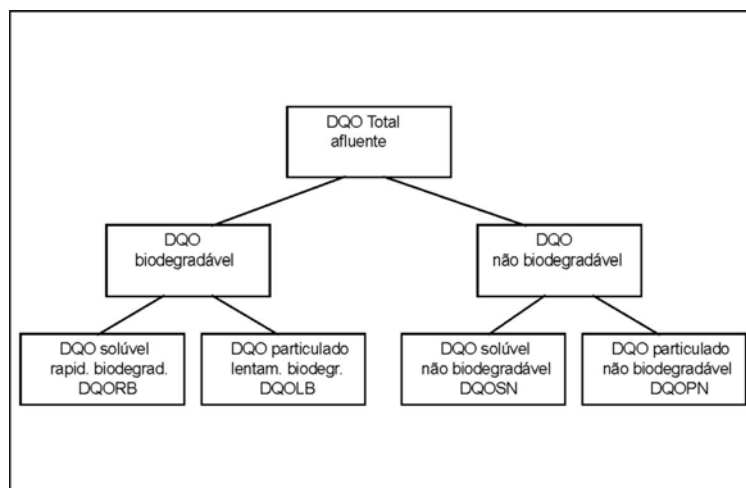 DQO Total
afluente
DQO
biodegradável
DQO
não biodegradável
DQO solúvel
rapid. biodegrad.
DQORB
DQO particulado
lentam. biodegr.
DQOLB
DQO solúvel
não biodegradável
DQOSN
DQO particulado
não biodegradável
DQOPN